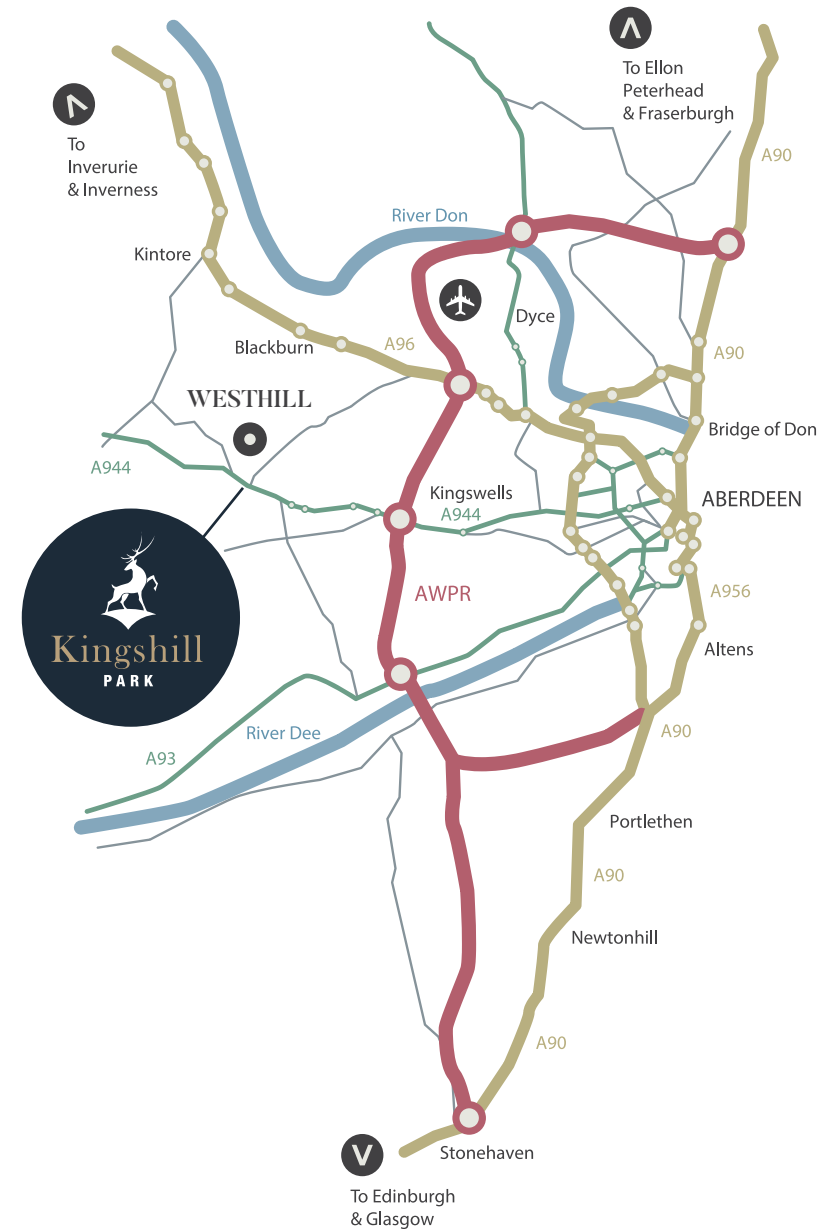 To Ellon
Peterhead
& Fraserburgh
To
Inverurie
& Inverness
A90
River Don
Kintore
Dyce
Blackburn
A96
A90
WESTHILL
Bridge of Don
A944
Kingswells
A944
ABERDEEN
AWPR
A956
Kingshill
PARK
Altens
River Dee
A90
A93
Portlethen
A90
Newtonhill
A90
Stonehaven
To Edinburgh
& Glasgow